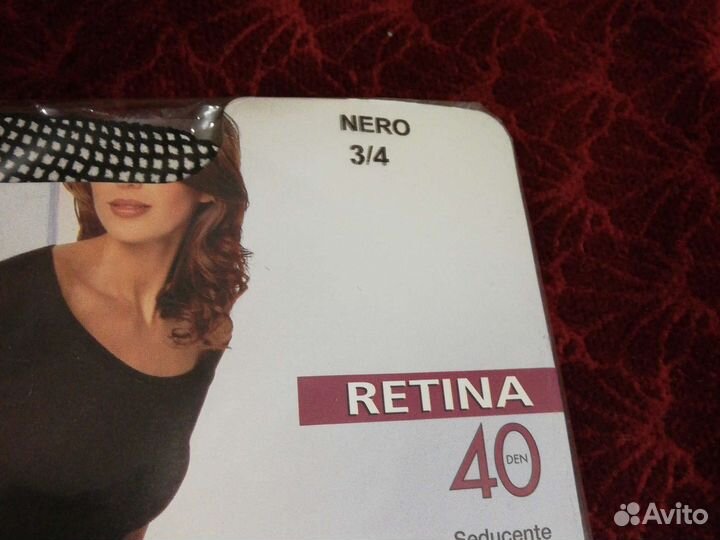 NERO
3/4
RETINA
40
DEN
Seducente
Avito